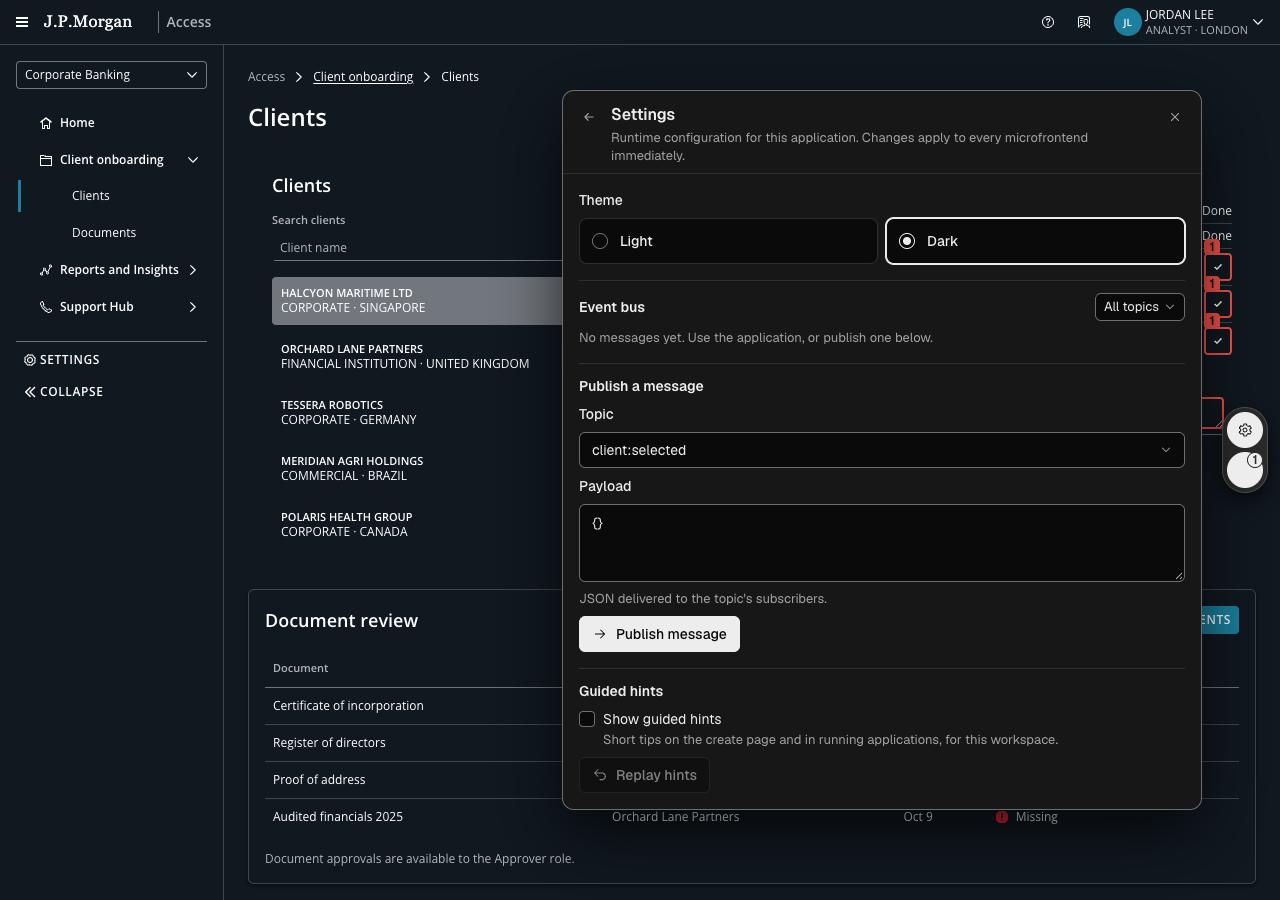 J.P.Morgan
Access
JL
JORDAN LEE
ANALYST · LONDON
Corporate Banking
Home
Client onboarding
Clients
Documents
Reports and Insights
Support Hub
SETTINGS
COLLAPSE
Access
Client onboarding
Clients
Clients
Clients
Search clients
Client name
HALCYON MARITIME LTD
CORPORATE · SINGAPORE
ORCHARD LANE PARTNERS
FINANCIAL INSTITUTION · UNITED KINGDOM
TESSERA ROBOTICS
CORPORATE · GERMANY
MERIDIAN AGRI HOLDINGS
COMMERCIAL · BRAZIL
POLARIS HEALTH GROUP
CORPORATE · CANADA
Done
Done
1
1
1
1
Settings
Runtime configuration for this application. Changes apply to every microfrontend
immediately.
Theme
Light
Dark
Event bus
All topics
No messages yet. Use the application, or publish one below.
Publish a message
Topic
client:selected
Payload
{}
JSON delivered to the topic's subscribers.
Publish message
Guided hints
Show guided hints
Short tips on the create page and in running applications, for this workspace.
Replay hints
Document review
ENTS
Document
Certificate of incorporation
Register of directors
Proof of address
Audited financials 2025
Orchard Lane Partners
Oct 9
Missing
Document approvals are available to the Approver role.